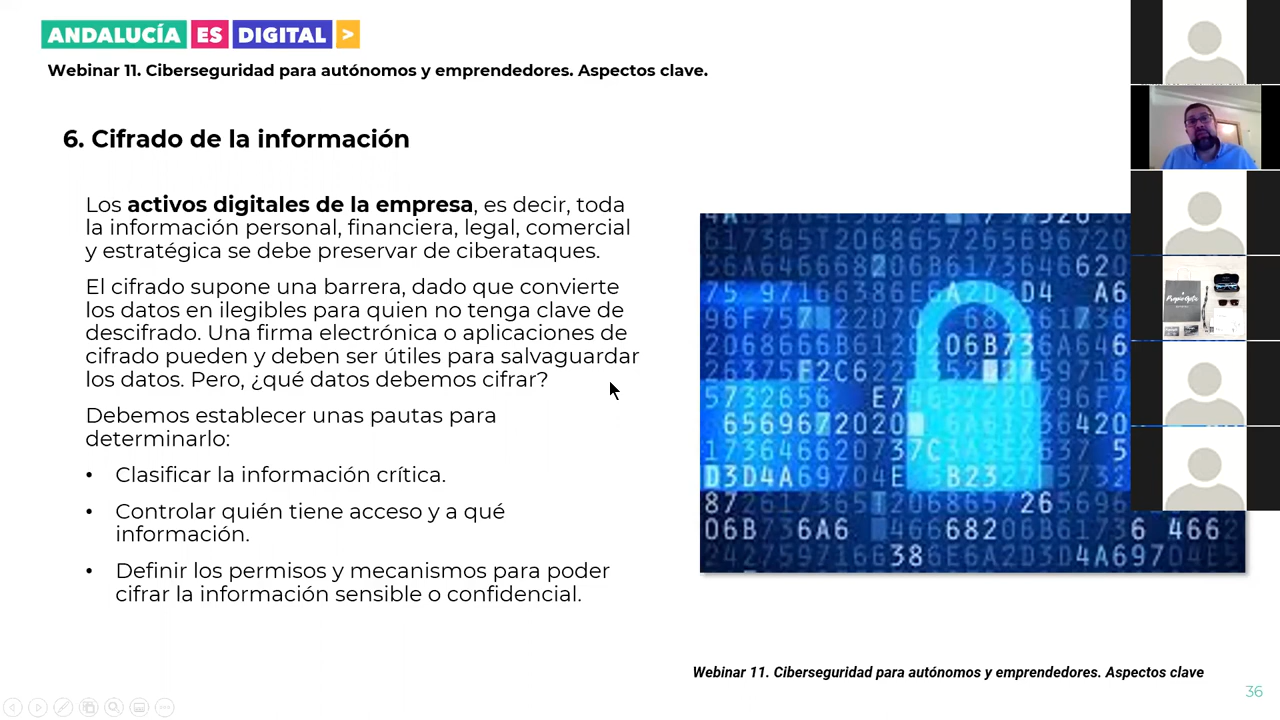 ANDALUCÍA ES DIGITAL >
Webinar 11. Ciberseguridad para autónomos y emprendedores. Aspectos clave.
6. Cifrado de la información
Los activos digitales de la empresa, es decir, toda
la información personal, financiera, legal, comercial
y estratégica se debe preservar de ciberataques.
El cifrado supone una barrera, dado que convierte
los datos en ilegibles para quien no tenga clave de
descifrado. Una firma electrónica o aplicaciones de
cifrado pueden y deben ser útiles para salvaguardar
los datos. Pero, ¿qué datos debemos cifrar?
Debemos establecer unas pautas para
determinarlo:
• Clasificar la información crítica.
• Controlar quién tiene acceso y a qué
información.
• Definir los permisos y mecanismos para poder
cifrar la información sensible o confidencial.
Webinar 11. Ciberseguridad para autónomos y emprendedores. Aspectos clave
36